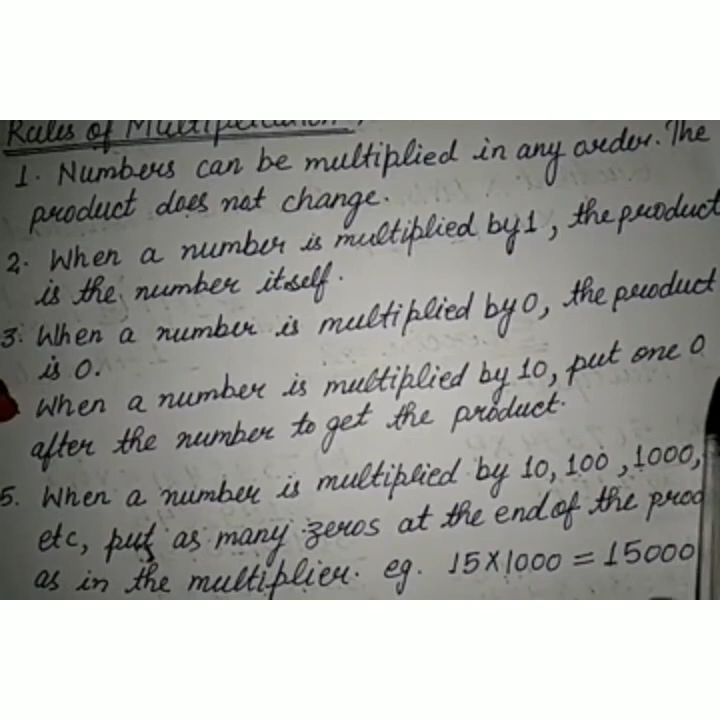 Rules of Multiplication
1. Numbers can be multiplied in any order. The
product does not change.
2. When a number is multiplied by 1, the product
is the number itself.
3. When a number is multiplied by 0, the product
is 0.
When a number is multiplied by 10, put one 0
after the number to get the product.
5. When a number is multiplied by 10, 100, 1000,
etc, put as many zeros at the end of the prod
as in the multiplier. eg. 15X1000 = 15000